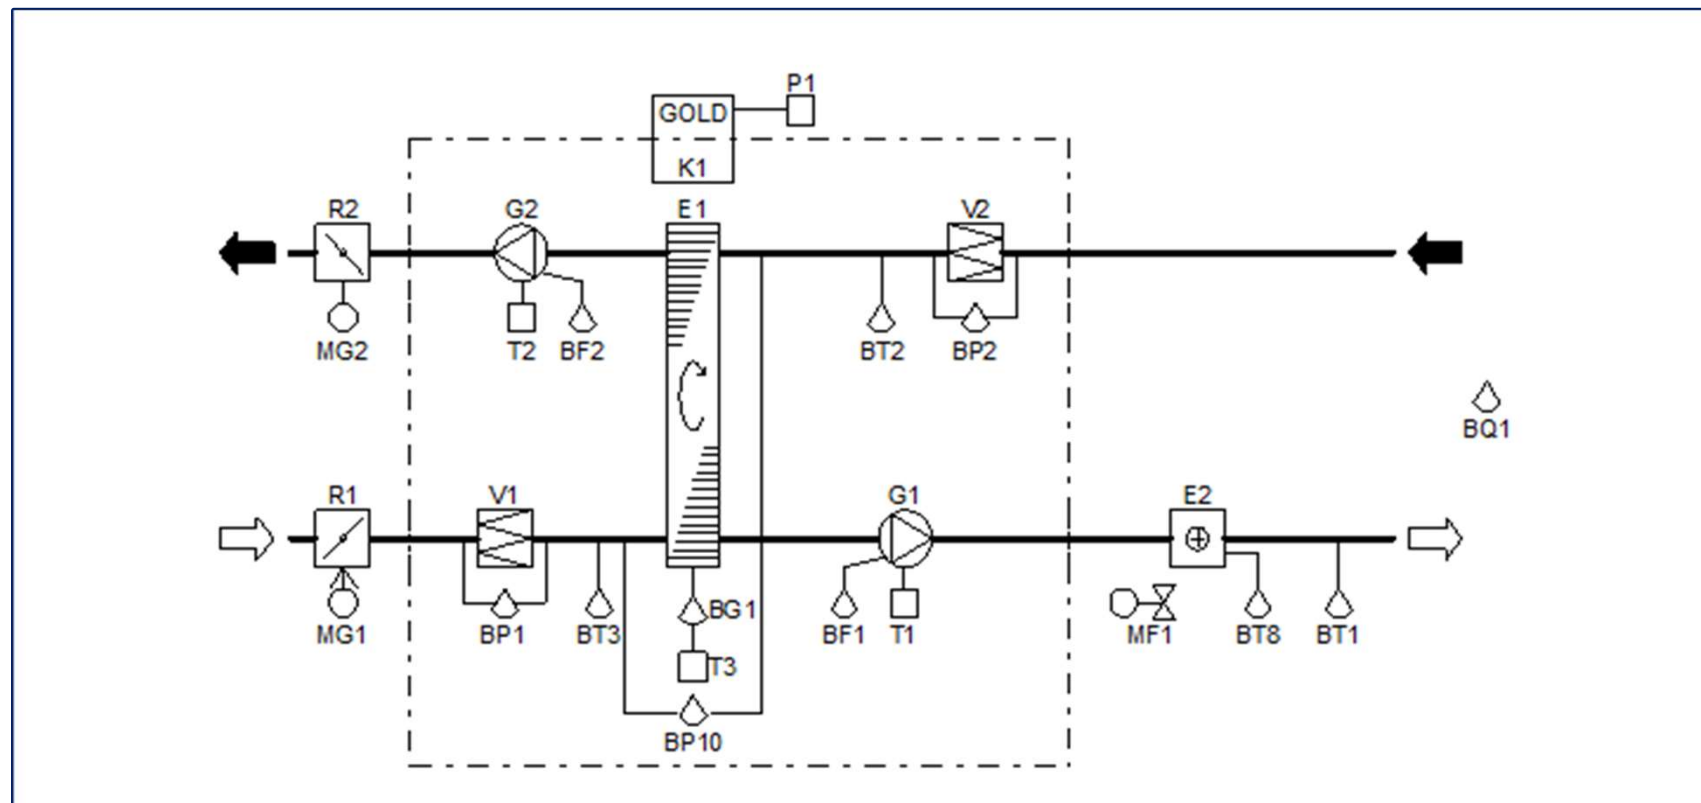 P1
GOLD
K1
R2
G2
E1
V2
MG2
T2
BF2
BT2
BP2
BQ1
R1
V1
G1
E2
MG1
BP1
BT3
BG1
BF1
T1
MF1
BT8
BT1
T3
BP10